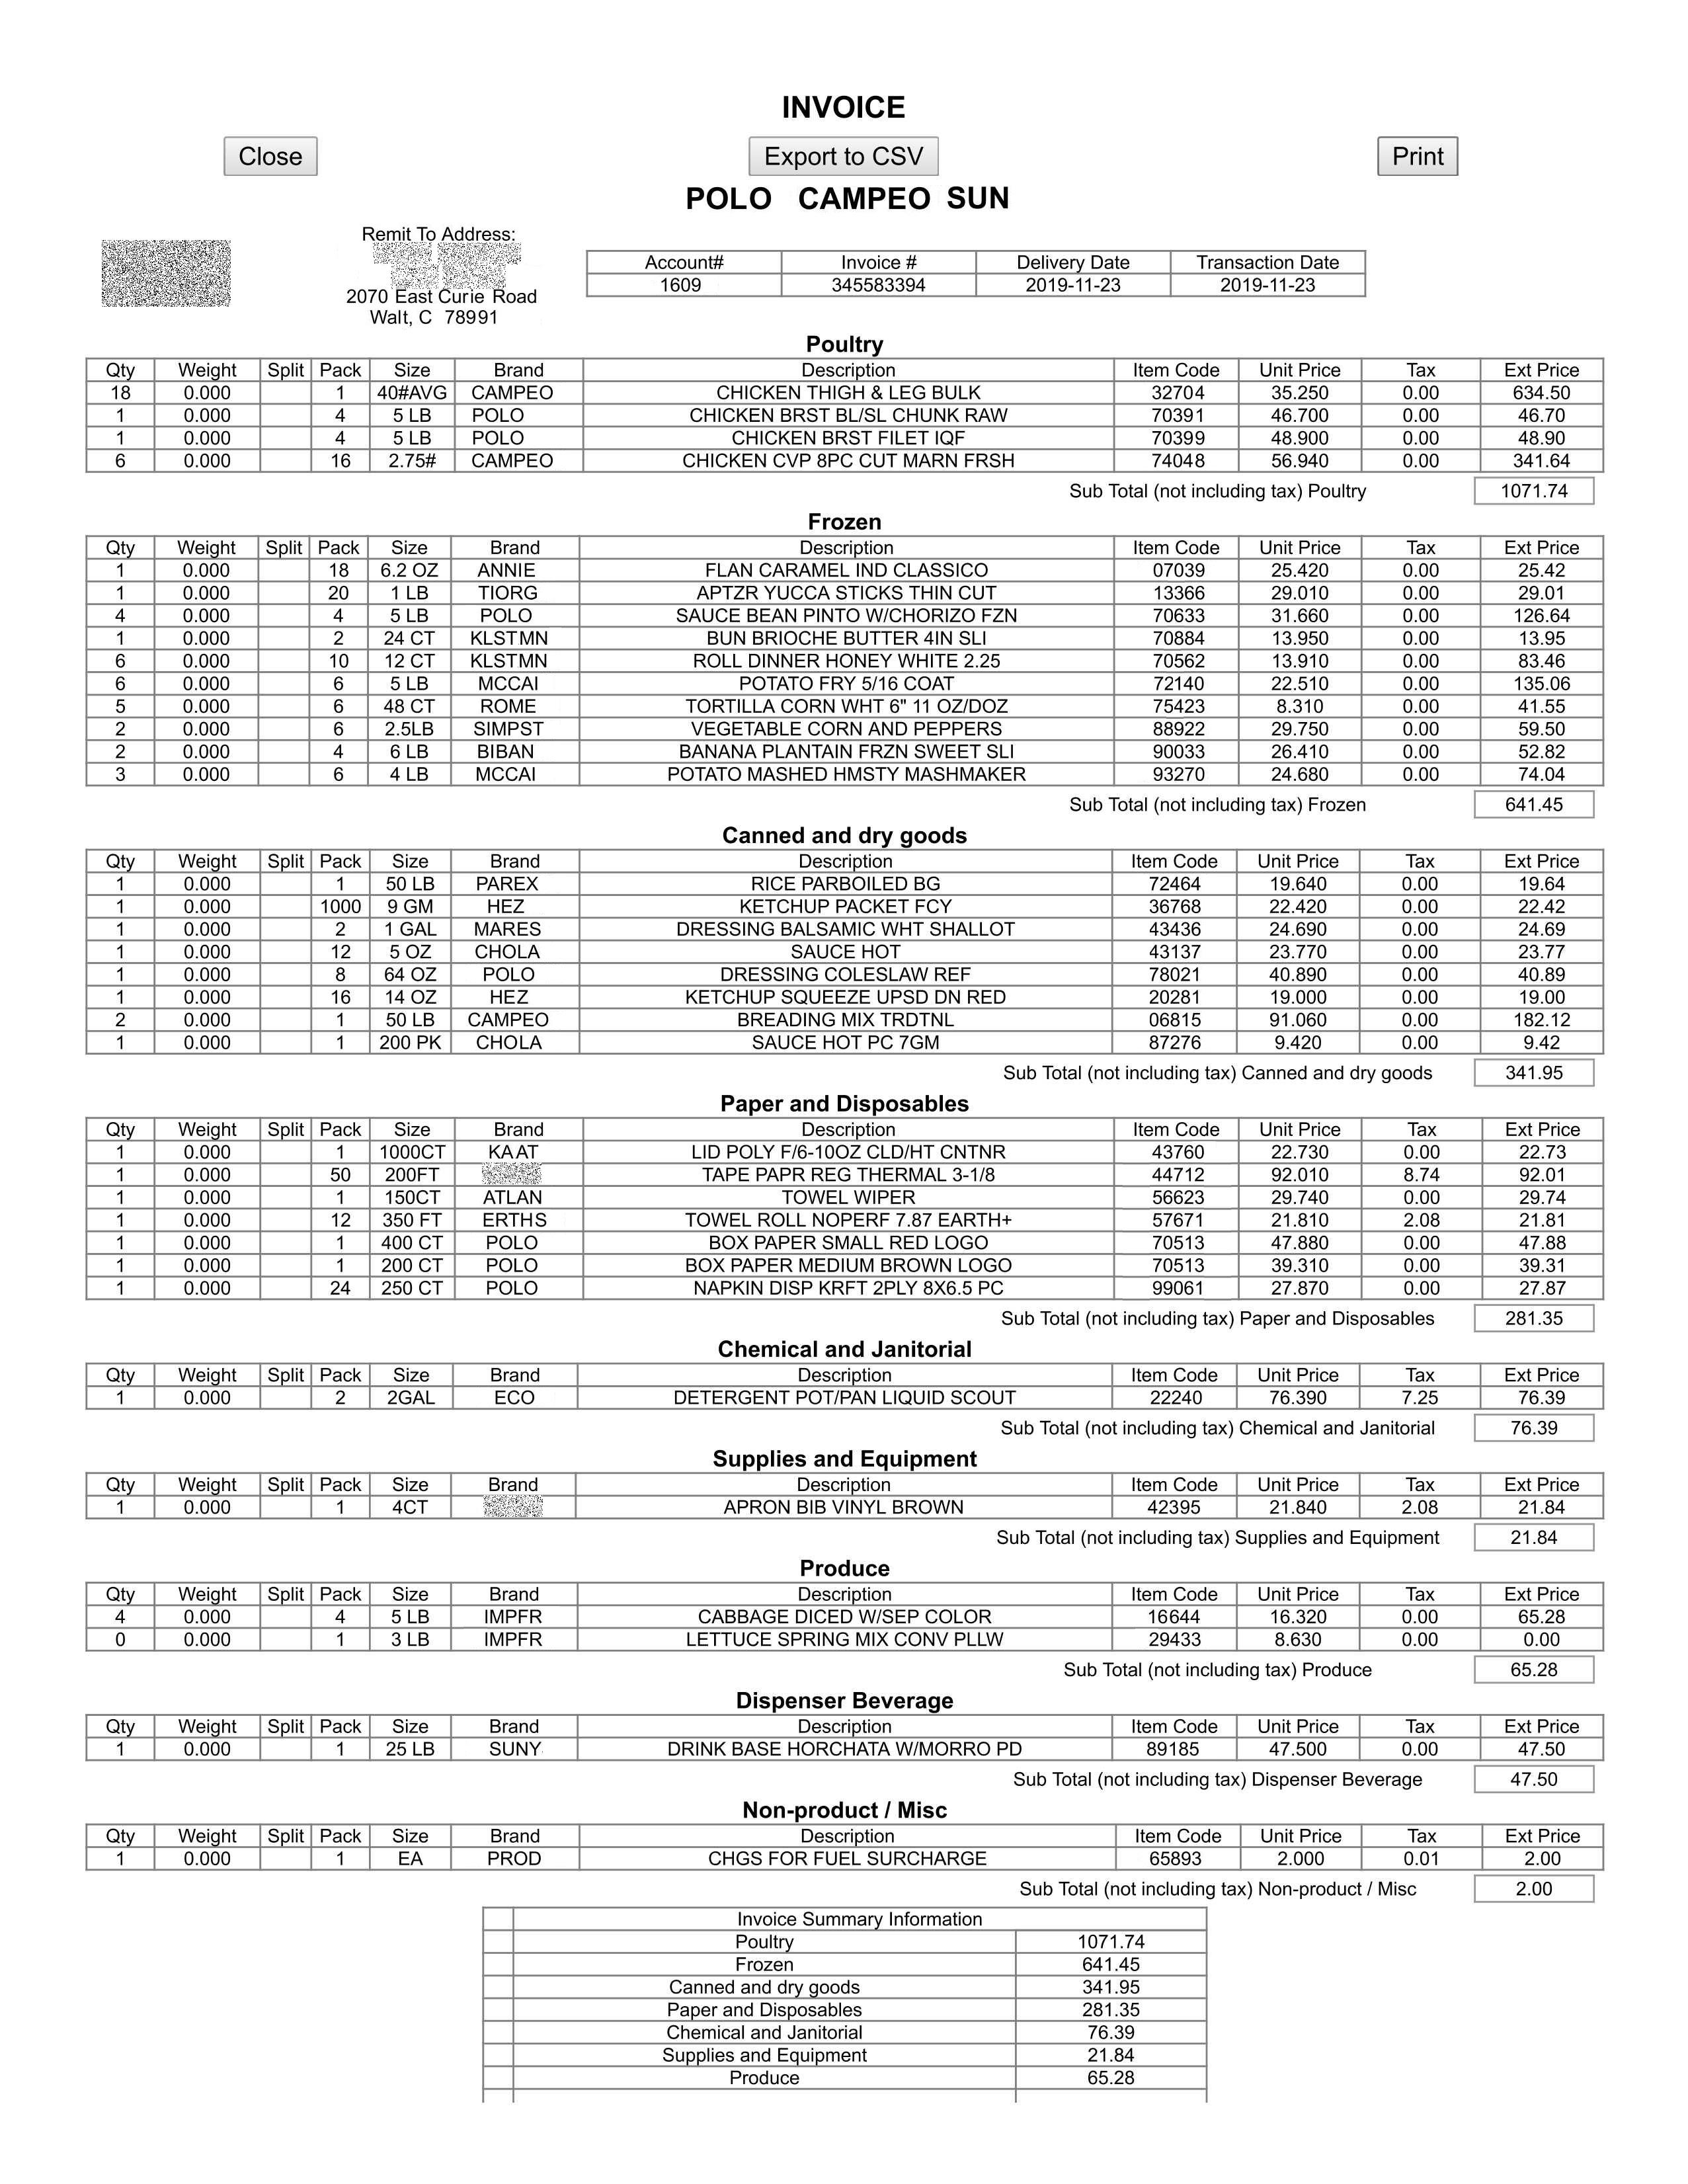 INVOICE
Close Export to CSV Print
POLO CAMPEO SUN
Remit To Address:
2070 East Curie Road
Walt, C 78991
Account# Invoice # Delivery Date Transaction Date
1609 345583394 2019-11-23 2019-11-23
Poultry
Qty Weight Split Pack Size Brand Description Item Code Unit Price Tax Ext Price
18 0.000 1 40#AVG CAMPEO CHICKEN THIGH & LEG BULK 32704 35.250 0.00 634.50
1 0.000 4 5 LB POLO CHICKEN BRST BL/SL CHUNK RAW 70391 46.700 0.00 46.70
1 0.000 4 5 LB POLO CHICKEN BRST FILET IQF 70399 48.900 0.00 48.90
6 0.000 16 2.75# CAMPEO CHICKEN CVP 8PC CUT MARN FRSH 74048 56.940 0.00 341.64
Sub Total (not including tax) Poultry 1071.74
Frozen
Qty Weight Split Pack Size Brand Description Item Code Unit Price Tax Ext Price
1 0.000 18 6.2 OZ ANNIE FLAN CARAMEL IND CLASSICO 07039 25.420 0.00 25.42
1 0.000 20 1 LB TIORG APTZR YUCCA STICKS THIN CUT 13366 29.010 0.00 29.01
4 0.000 4 5 LB POLO SAUCE BEAN PINTO W/CHORIZO FZN 70633 31.660 0.00 126.64
1 0.000 2 24 CT KLSTMN BUN BRIOCHE BUTTER 4IN SLI 70884 13.950 0.00 13.95
6 0.000 10 12 CT KLSTMN ROLL DINNER HONEY WHITE 2.25 70562 13.910 0.00 83.46
6 0.000 6 5 LB MCCAI POTATO FRY 5/16 COAT 72140 22.510 0.00 135.06
5 0.000 6 48 CT ROME TORTILLA CORN WHT 6" 11 OZ/DOZ 75423 8.310 0.00 41.55
2 0.000 6 2.5LB SIMPST VEGETABLE CORN AND PEPPERS 88922 29.750 0.00 59.50
2 0.000 4 6 LB BIBAN BANANA PLANTAIN FRZN SWEET SLI 90033 26.410 0.00 52.82
3 0.000 6 4 LB MCCAI POTATO MASHED HMSTY MASHMAKER 93270 24.680 0.00 74.04
Sub Total (not including tax) Frozen 641.45
Canned and dry goods
Qty Weight Split Pack Size Brand Description Item Code Unit Price Tax Ext Price
1 0.000 1 50 LB PAREX RICE PARBOILED BG 72464 19.640 0.00 19.64
1 0.000 1000 9 GM HEZ KETCHUP PACKET FCY 36768 22.420 0.00 22.42
1 0.000 2 1 GAL MARES DRESSING BALSAMIC WHT SHALLOT 43436 24.690 0.00 24.69
1 0.000 12 5 OZ CHOLA SAUCE HOT 43137 23.770 0.00 23.77
1 0.000 8 64 OZ POLO DRESSING COLESLAW REF 78021 40.890 0.00 40.89
1 0.000 16 14 OZ HEZ KETCHUP SQUEEZE UPSD DN RED 20281 19.000 0.00 19.00
2 0.000 1 50 LB CAMPEO BREADING MIX TRDTNL 06815 91.060 0.00 182.12
1 0.000 1 200 PK CHOLA SAUCE HOT PC 7GM 87276 9.420 0.00 9.42
Sub Total (not including tax) Canned and dry goods 341.95
Paper and Disposables
Qty Weight Split Pack Size Brand Description Item Code Unit Price Tax Ext Price
1 0.000 1 1000CT KAAT LID POLY F/6-10OZ CLD/HT CNTNR 43760 22.730 0.00 22.73
1 0.000 50 200FT TAPE PAPR REG THERMAL 3-1/8 44712 92.010 8.74 92.01
1 0.000 1 150CT ATLAN TOWEL WIPER 56623 29.740 0.00 29.74
1 0.000 12 350 FT ERTHS TOWEL ROLL NOPERF 7.87 EARTH+ 57671 21.810 2.08 21.81
1 0.000 1 400 CT POLO BOX PAPER SMALL RED LOGO 70513 47.880 0.00 47.88
1 0.000 1 200 CT POLO BOX PAPER MEDIUM BROWN LOGO 70513 39.310 0.00 39.31
1 0.000 24 250 CT POLO NAPKIN DISP KRFT 2PLY 8X6.5 PC 99061 27.870 0.00 27.87
Sub Total (not including tax) Paper and Disposables 281.35
Chemical and Janitorial
Qty Weight Split Pack Size Brand Description Item Code Unit Price Tax Ext Price
1 0.000 2 2GAL ECO DETERGENT POT/PAN LIQUID SCOUT 22240 76.390 7.25 76.39
Sub Total (not including tax) Chemical and Janitorial 76.39
Supplies and Equipment
Qty Weight Split Pack Size Brand Description Item Code Unit Price Tax Ext Price
1 0.000 1 4CT APRON BIB VINYL BROWN 42395 21.840 2.08 21.84
Sub Total (not including tax) Supplies and Equipment 21.84
Produce
Qty Weight Split Pack Size Brand Description Item Code Unit Price Tax Ext Price
4 0.000 4 5 LB IMPFR CABBAGE DICED W/SEP COLOR 16644 16.320 0.00 65.28
0 0.000 1 3 LB IMPFR LETTUCE SPRING MIX CONV PLLW 29433 8.630 0.00 0.00
Sub Total (not including tax) Produce 65.28
Dispenser Beverage
Qty Weight Split Pack Size Brand Description Item Code Unit Price Tax Ext Price
1 0.000 1 25 LB SUNY DRINK BASE HORCHATA W/MORRO PD 89185 47.500 0.00 47.50
Sub Total (not including tax) Dispenser Beverage 47.50
Non-product / Misc
Qty Weight Split Pack Size Brand Description Item Code Unit Price Tax Ext Price
1 0.000 1 EA PROD CHGS FOR FUEL SURCHARGE 65893 2.000 0.01 2.00
Sub Total (not including tax) Non-product / Misc 2.00
Invoice Summary Information
Poultry 1071.74
Frozen 641.45
Canned and dry goods 341.95
Paper and Disposables 281.35
Chemical and Janitorial 76.39
Supplies and Equipment 21.84
Produce 65.28